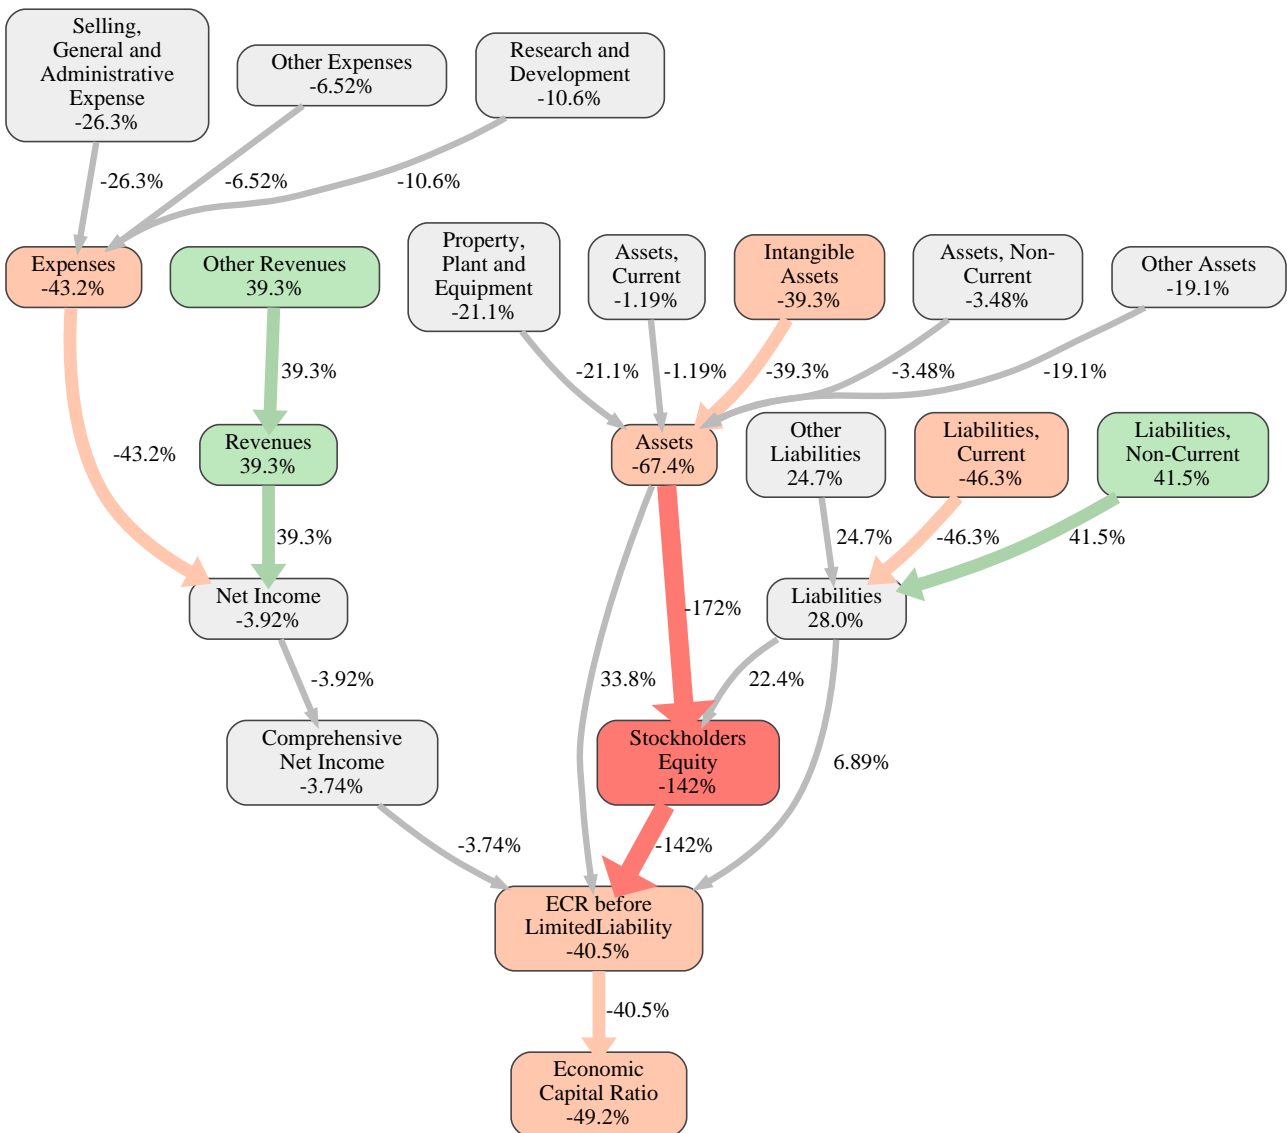 Selling,
General and
Administrative
Expense
-26.3%
Other Expenses
-6.52%
Research and
Development
-10.6%
-26.3%
-6.52%
-10.6%
Expenses
-43.2%
Other Revenues
39.3%
Property,
Plant and
Equipment
-21.1%
Assets,
Current
-1.19%
Intangible
Assets
-39.3%
Assets, Non-
Current
-3.48%
Other Assets
-19.1%
39.3%
-21.1%
-1.19%
-39.3%
-3.48%
-19.1%
-43.2%
Revenues
39.3%
Assets
-67.4%
Other
Liabilities
24.7%
Liabilities,
Current
-46.3%
Liabilities,
Non-Current
41.5%
39.3%
24.7%
-46.3%
41.5%
Net Income
-3.92%
-172%
Liabilities
28.0%
-3.92%
33.8%
22.4%
Comprehensive
Net Income
-3.74%
Stockholders
Equity
-142%
6.89%
-3.74%
-142%
ECR before
LimitedLiability
-40.5%
-40.5%
Economic
Capital Ratio
-49.2%